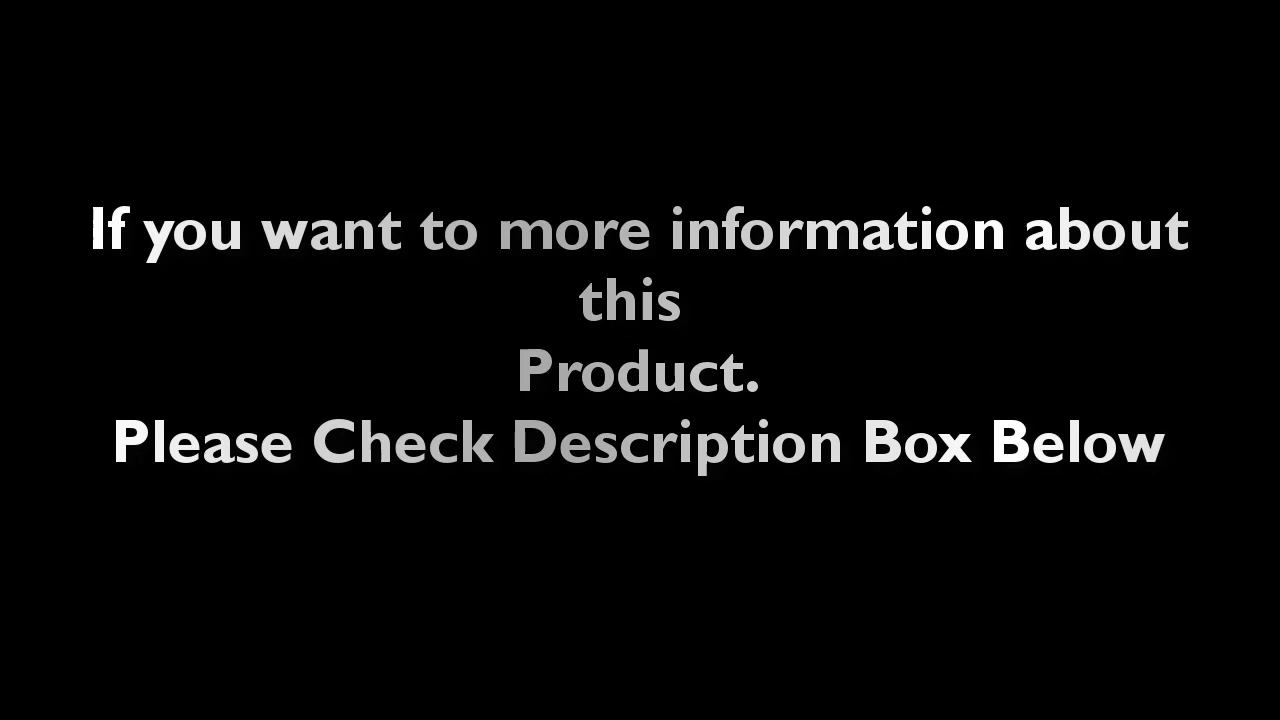 If you want to more information about
this
Product.
Please Check Description Box Below